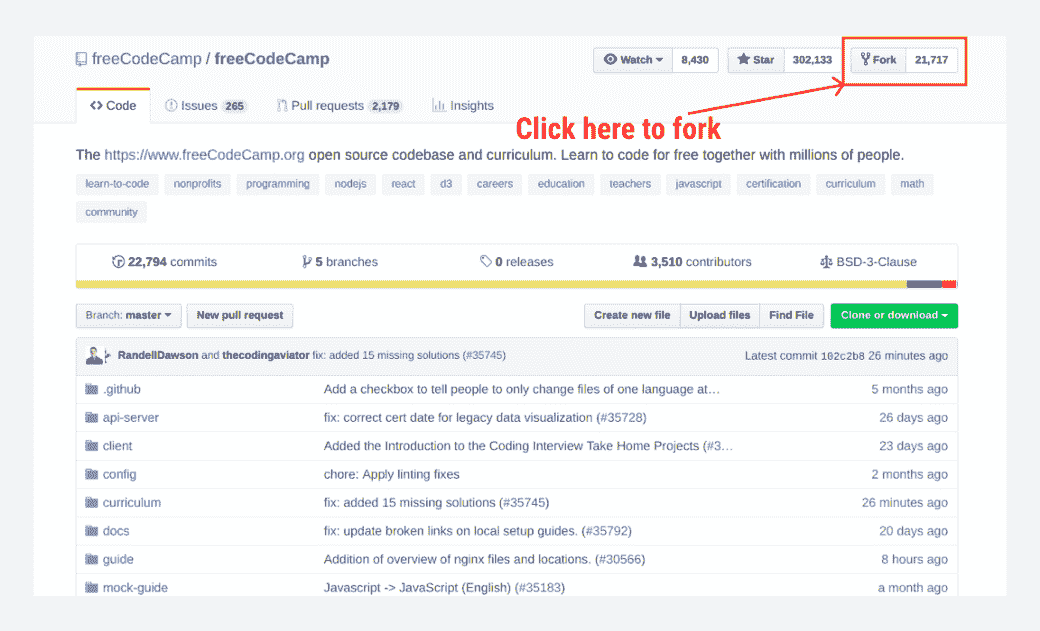 freeCodeCamp / freeCodeCamp
Watch 8,430 Star 302,133 Fork 21,717
Code Issues 265 Pull requests 2,179 Insights
Click here to fork
The https://www.freeCodeCamp.org open source codebase and curriculum. Learn to code for free together with millions of people.
learn-to-code nonprofits programming nodejs react d3 careers education teachers javascript certification curriculum math
community
22,794 commits 5 branches 0 releases 3,510 contributors BSD-3-Clause
Branch: master New pull request Create new file Upload files Find File Clone or download
RandellDawson and thecodingaviator fix: added 15 missing solutions (#35745) Latest commit 102c2b8 26 minutes ago
.github Add a checkbox to tell people to only change files of one language at… 5 months ago
api-server fix: correct cert date for legacy data visualization (#35728) 26 days ago
client Added the Introduction to the Coding Interview Take Home Projects (#3… 23 days ago
config chore: Apply linting fixes 2 months ago
curriculum fix: added 15 missing solutions (#35745) 26 minutes ago
docs fix: update broken links on local setup guides. (#35792) 20 days ago
guide Addition of overview of nginx files and locations. (#30566) 8 hours ago
mock-guide Javascript -> JavaScript (English) (#35183) a month ago